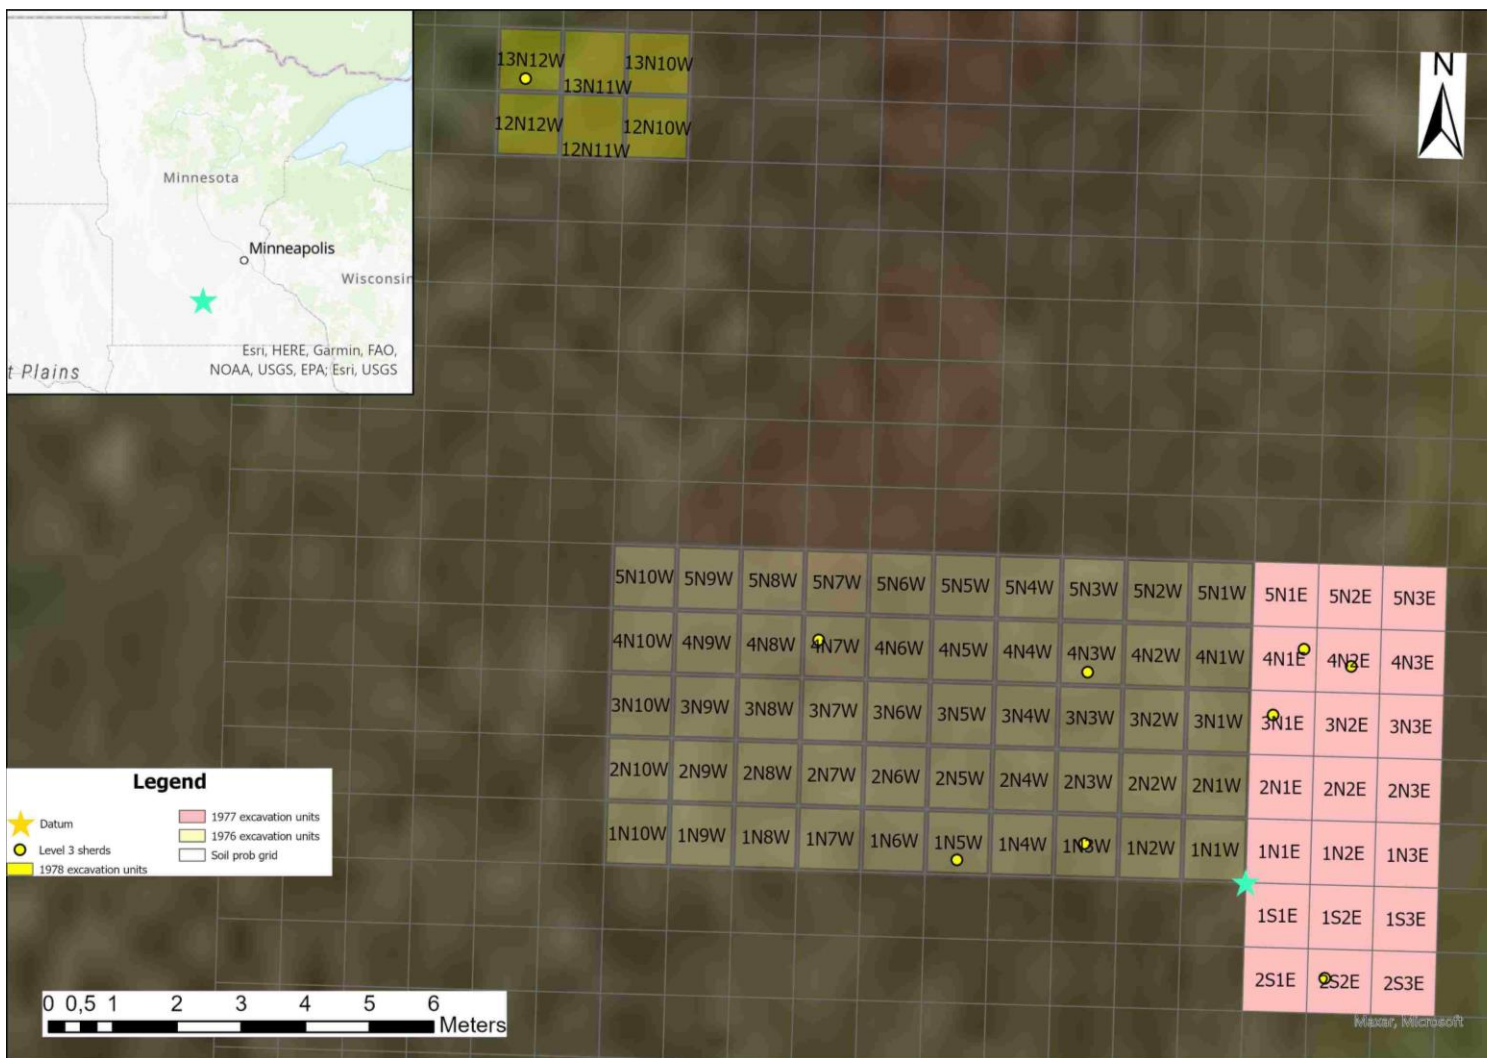 Minnesota
Minneapolis
Wisconsin
Esri, HERE, Garmin, FAO,
NOAA, USGS, EPA; Esri, USGS
t Plains
N
13N12W 13N11W 13N10W
12N12W 12N11W 12N10W
5N10W 5N9W 5N8W 5N7W 5N6W 5N5W 5N4W 5N3W 5N2W 5N1W 5N1E 5N2E 5N3E
4N10W 4N9W 4N8W 4N7W 4N6W 4N5W 4N4W 4N3W 4N2W 4N1W 4N1E 4N2E 4N3E
3N10W 3N9W 3N8W 3N7W 3N6W 3N5W 3N4W 3N3W 3N2W 3N1W 3N1E 3N2E 3N3E
2N10W 2N9W 2N8W 2N7W 2N6W 2N5W 2N4W 2N3W 2N2W 2N1W 2N1E 2N2E 2N3E
1N10W 1N9W 1N8W 1N7W 1N6W 1N5W 1N4W 1N3W 1N2W 1N1W 1N1E 1N2E 1N3E
1S1E 1S2E 1S3E
2S1E 2S2E 2S3E
Legend
Datum
Level 3 sherds
1978 excavation units
1977 excavation units
1976 excavation units
Soil prob grid
0 0,5 1 2 3 4 5 6
Meters
Maxar, Microsoft